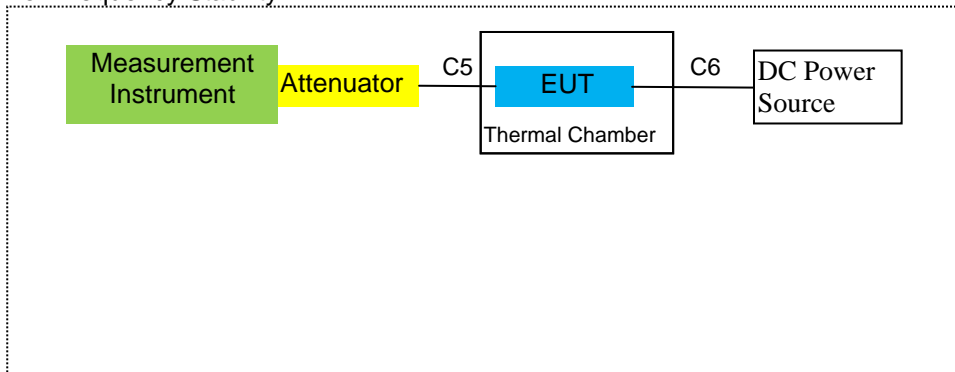 Measurement
Instrument
Attenuator
C5
EUT
Thermal Chamber
C6
DC Power
Source